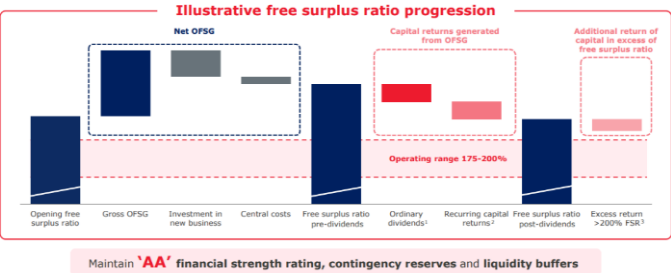 Illustrative free surplus ratio progression
Net OFSG
Capital returns generated
from OFSG
Additional return of
capital in excess of
free surplus ratio
Operating range 175-200%
Opening free
surplus ratio
Gross OFSG
Investment in
new business
Central costs
Free surplus ratio
pre-dividends
Ordinary
dividends¹
Recurring capital
returns²
Free surplus ratio
post-dividends
Excess return
>200% FSR³
Maintain ‘AA’ financial strength rating, contingency reserves and liquidity buffers